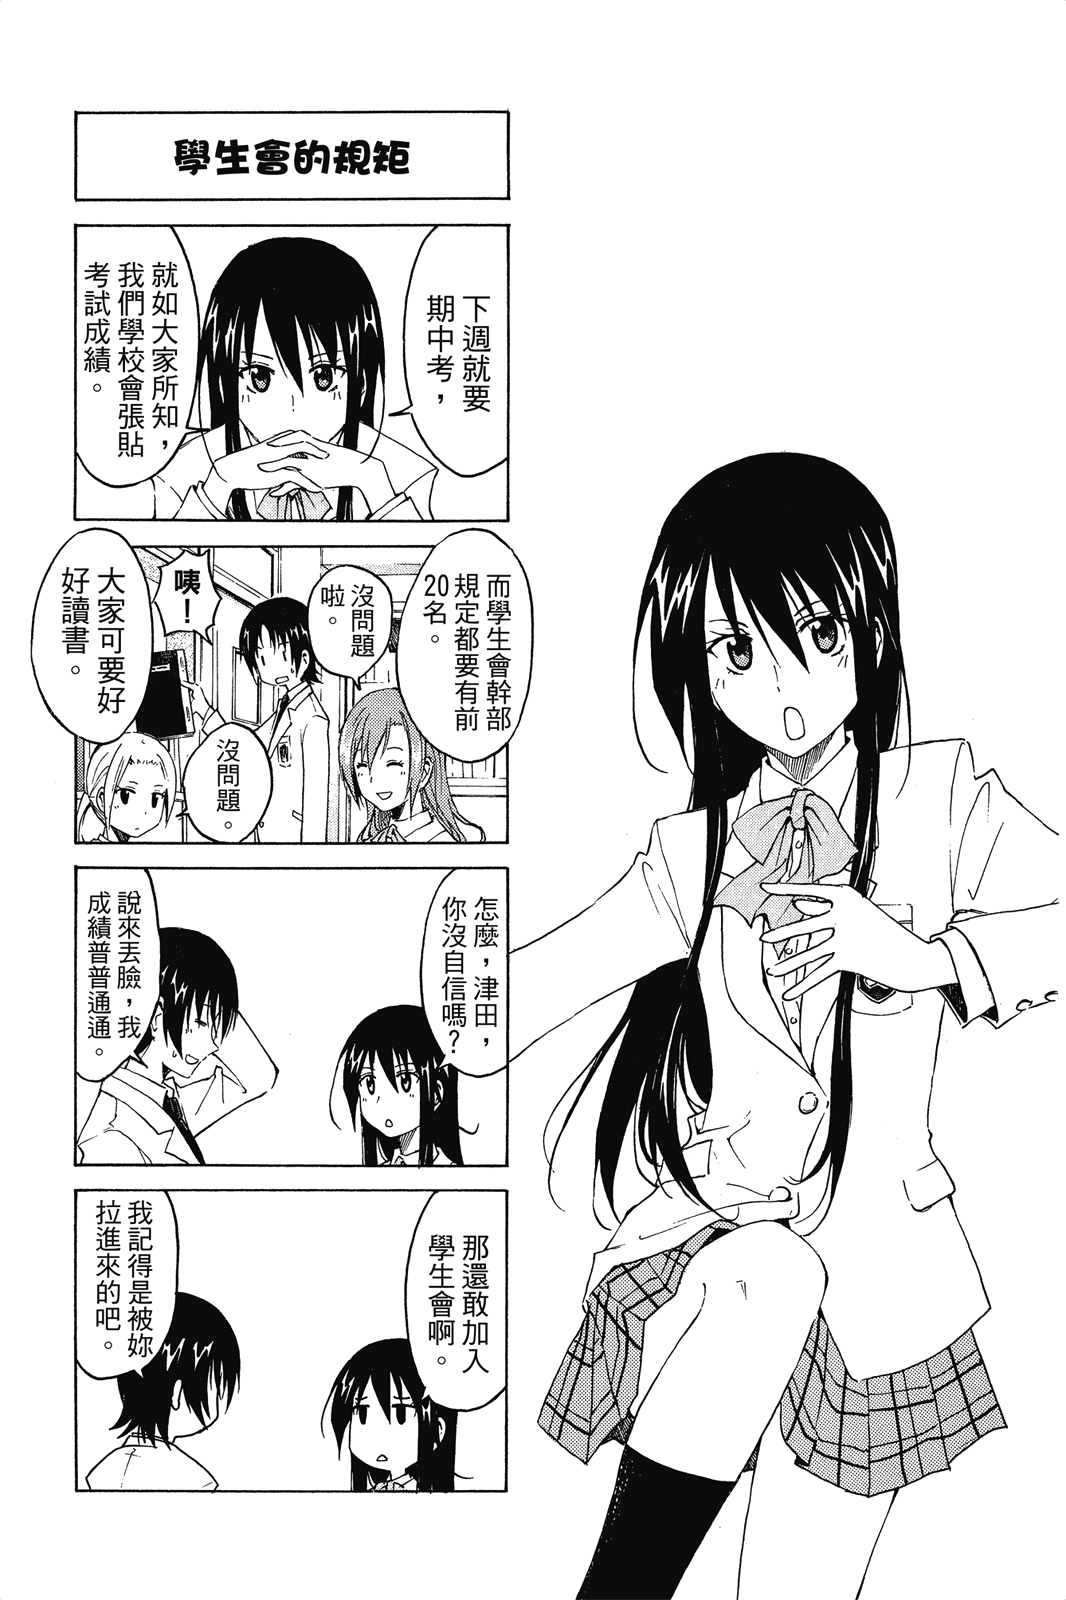 學生會的規矩
下週就要
期中考，
就如大家所知，
我們學校會張貼
考試成績。
而學生會幹部
規定都要有前
20名。
沒問題
啦。
咦！
沒問題。
大家可要好
好讀書。
怎麼，津田，
你沒自信嗎？
說來丟臉，我
成績普普通通。
那還敢加入
學生會啊。
我記得是被妳
拉進來的吧。